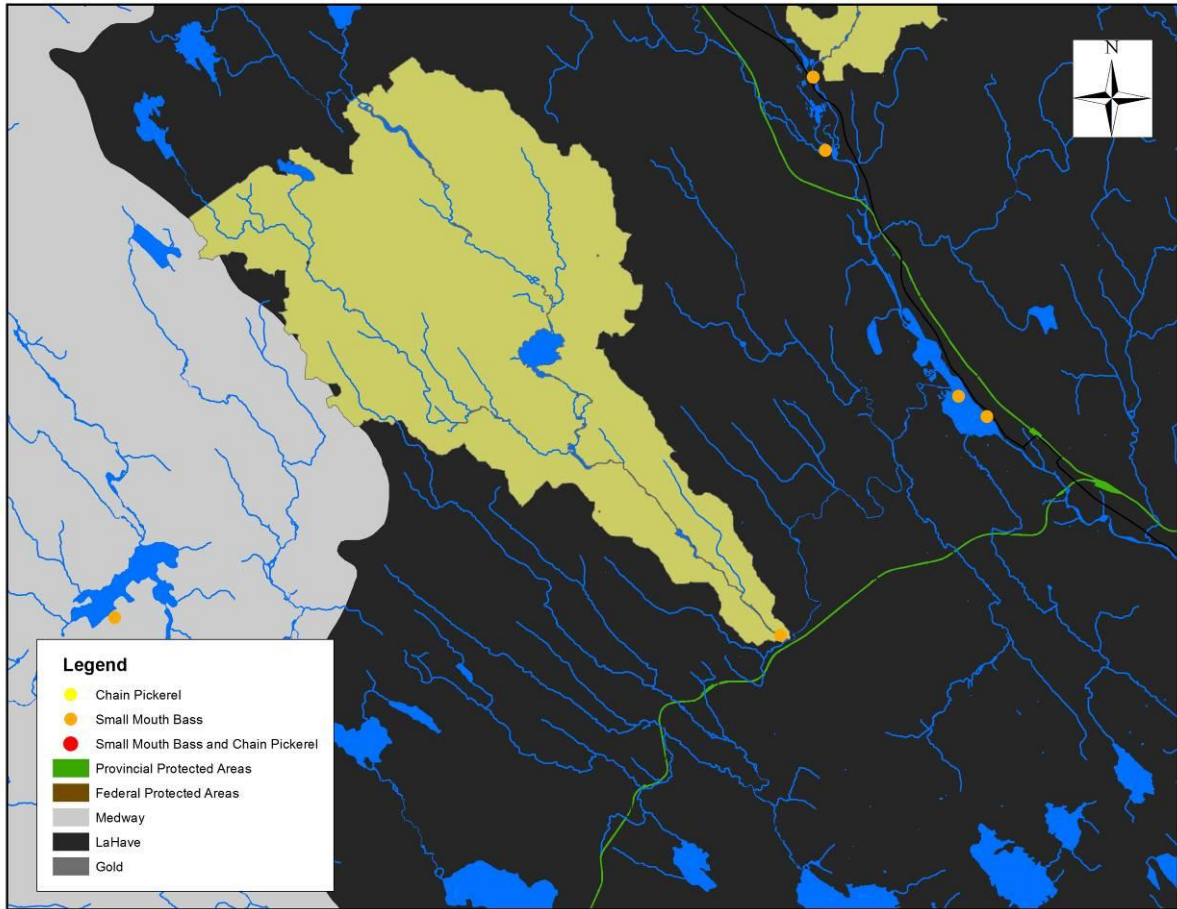 N
Legend
Chain Pickerel
Small Mouth Bass
Small Mouth Bass and Chain Pickerel
Provincial Protected Areas
Federal Protected Areas
Medway
LaHave
Gold